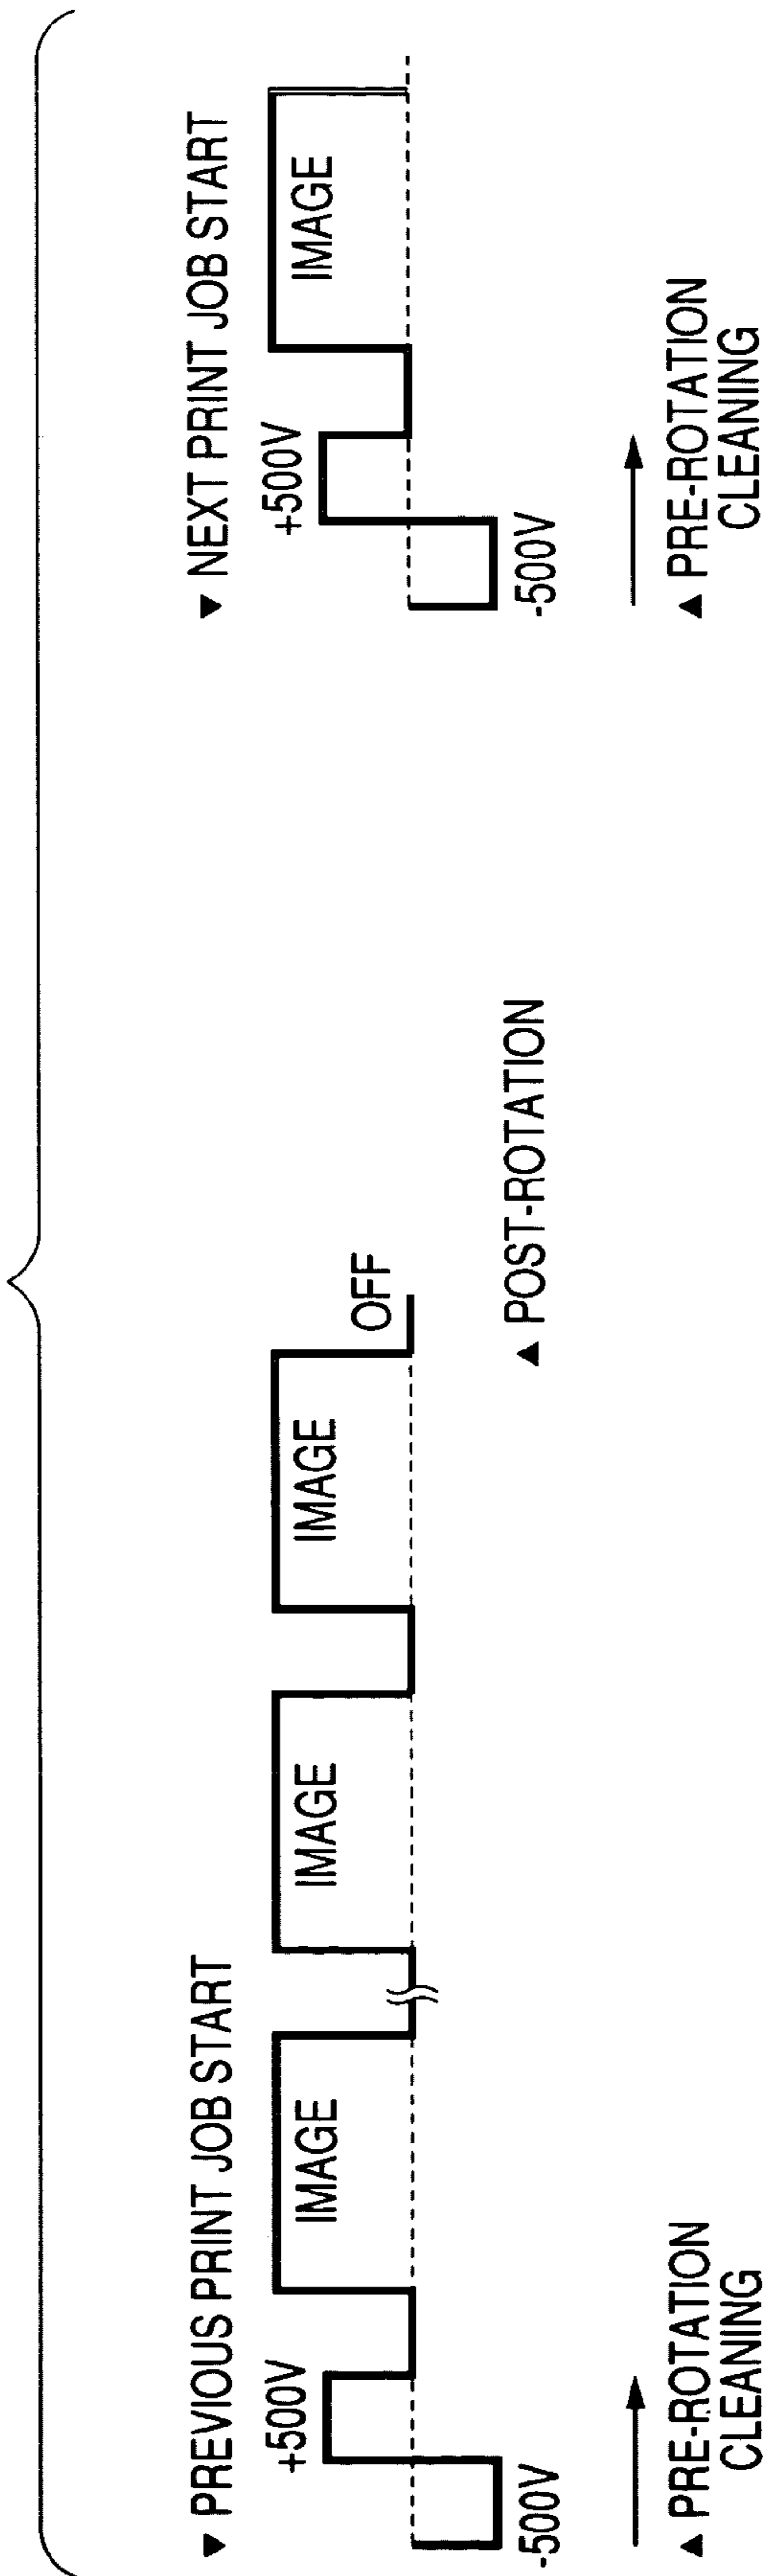 ▼ PREVIOUS PRINT JOB START
+500V
-500V
IMAGE
IMAGE
IMAGE
OFF
▲ PRE-ROTATION
CLEANING
▲ POST-ROTATION
▼ NEXT PRINT JOB START
+500V
-500V
IMAGE
▲ PRE-ROTATION
CLEANING